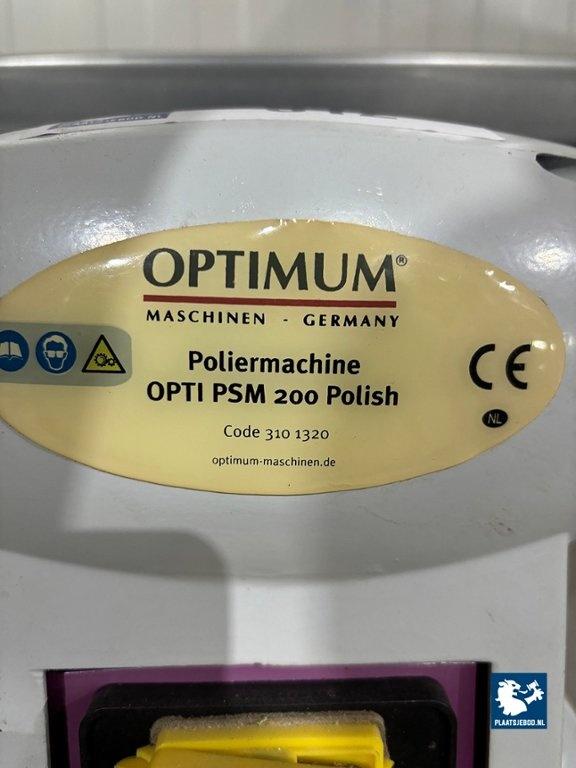 OPTIMUM®
MASCHINEN - GERMANY
Poliermachine
OPTI PSM 200 Polish
Code 310 1320
optimum-maschinen.de
CE
NL
PLAATSJEBOD.NL